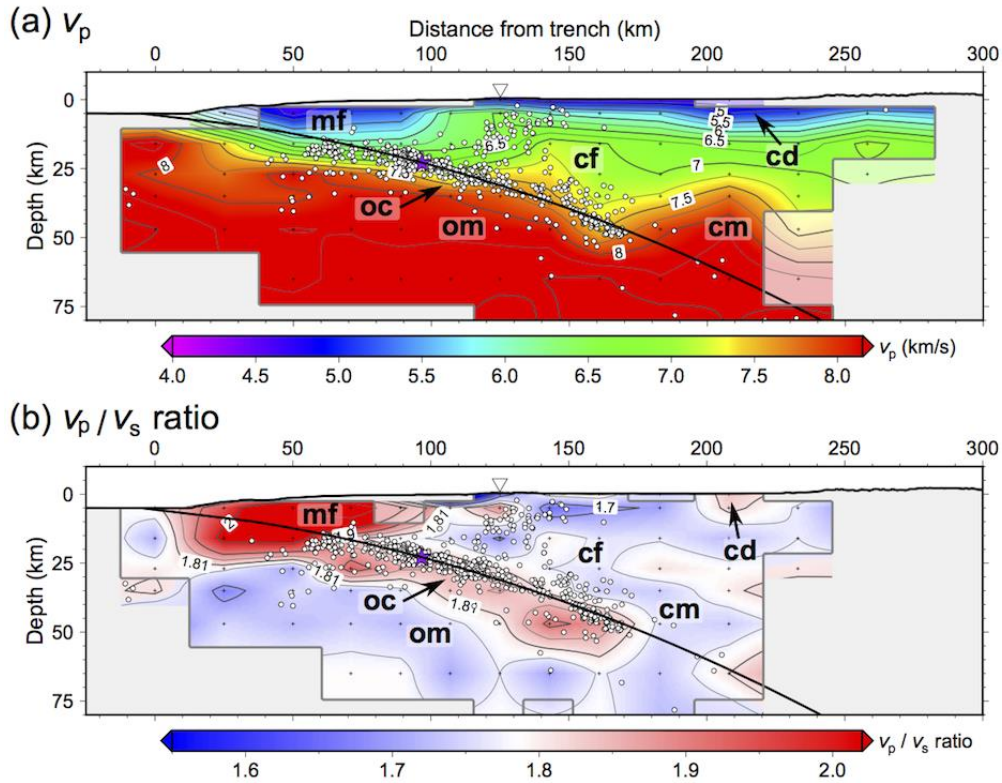 (a) vp
Distance from trench (km)
0 50 100 150 200 250 300
0
25
50
75
Depth (km)
mf
cf
cd
oc
om
cm
5
5.5
6
6.5
6.5
7
7.5
8
8
4.0 4.5 5.0 5.5 6.0 6.5 7.0 7.5 8.0
vp (km/s)
(b) vp / vs ratio
0 50 100 150 200 250 300
0
25
50
75
Depth (km)
mf
cf
cd
oc
om
cm
2
1.9
1.81
1.81
1.81
1.7
1.6 1.7 1.8 1.9 2.0
vp / vs ratio